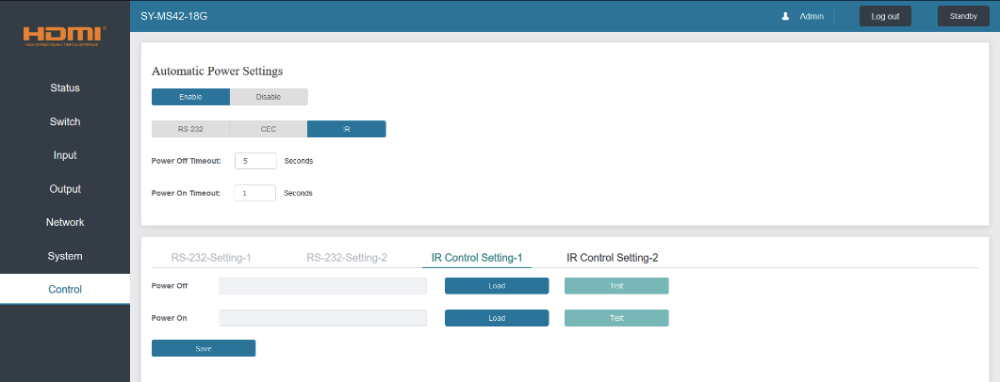 SY-MS42-18G
Admin
Log out
Standby
HDMI®
HIGH-DEFINITION MULTIMEDIA INTERFACE
Status
Switch
Input
Output
Network
System
Control
Automatic Power Settings
Enable Disable
RS-232 CEC IR
Power Off Timeout: 5 Seconds
Power On Timeout: 1 Seconds
RS-232-Setting-1 RS-232-Setting-2 IR Control Setting-1 IR Control Setting-2
Power Off Load Test
Power On Load Test
Save